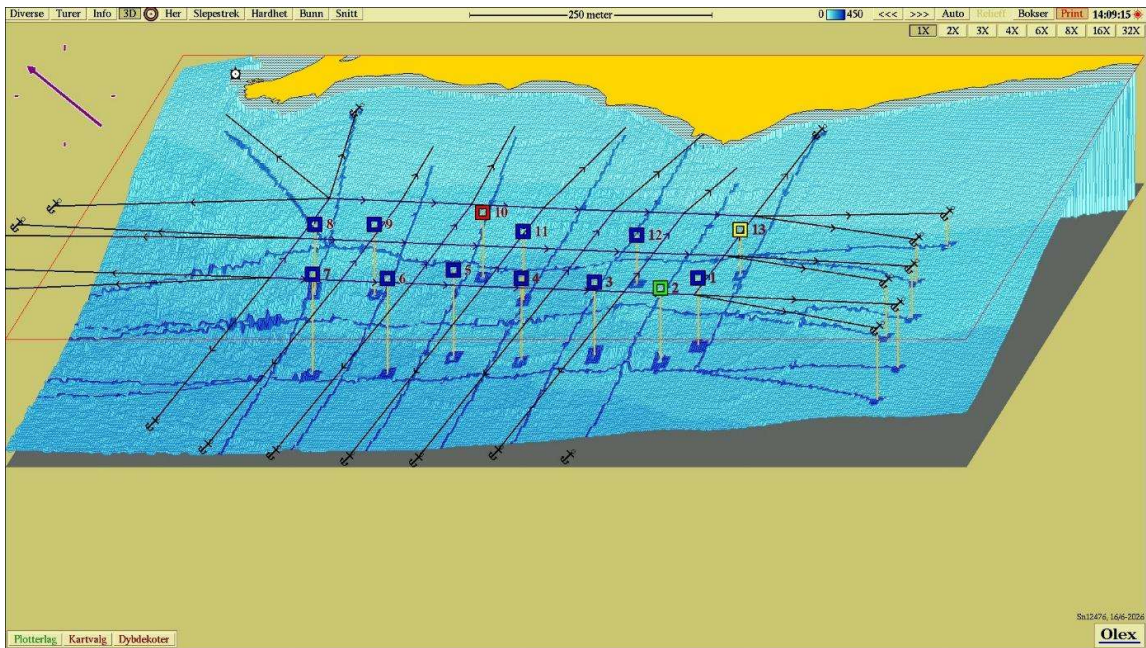 Diverse Turer Info 3D Her Slepestrek Hardhet Bunn Snitt 250 meter 0 450 <<< >>> Auto Relieff Bokser Print 14:09:15
1X 2X 3X 4X 6X 8X 16X 32X
10
8 9 11 12 13
7 6 5 4 3 2 1
Sn12476, 16/6-2026
Plotterlag Kartvalg Dybdekoter Olex